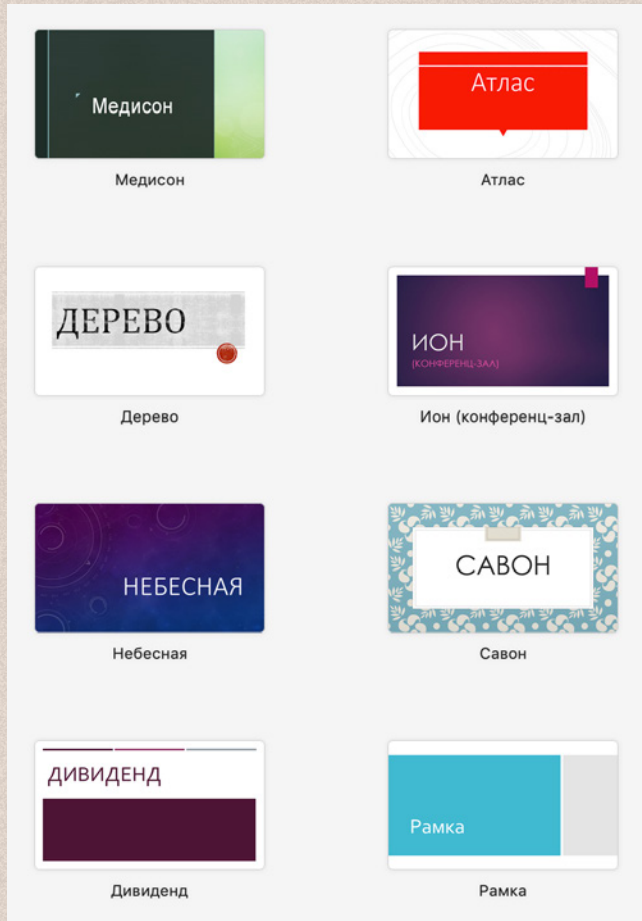 Медисон
Медисон
Атлас
Атлас
ДЕРЕВО
Дерево
ИОН
(КОНФЕРЕНЦ-ЗАЛ)
Ион (конференц-зал)
НЕБЕСНАЯ
Небесная
САВОН
Савон
ДИВИДЕНД
Дивиденд
Рамка
Рамка